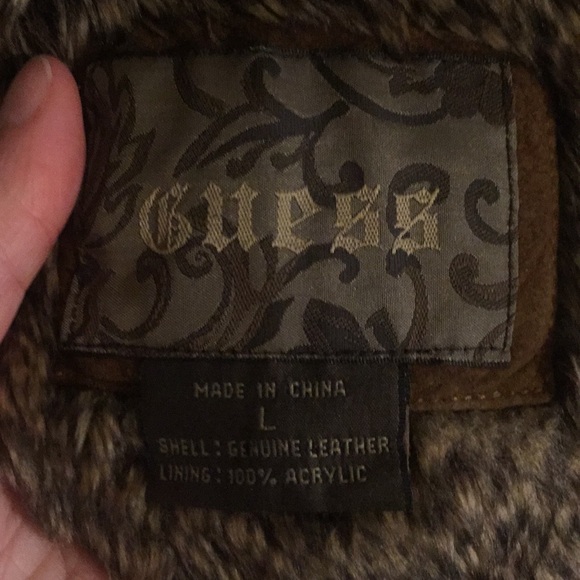 Guess
MADE IN CHINA
L
SHELL: GENUINE LEATHER
LINING: 100% ACRYLIC